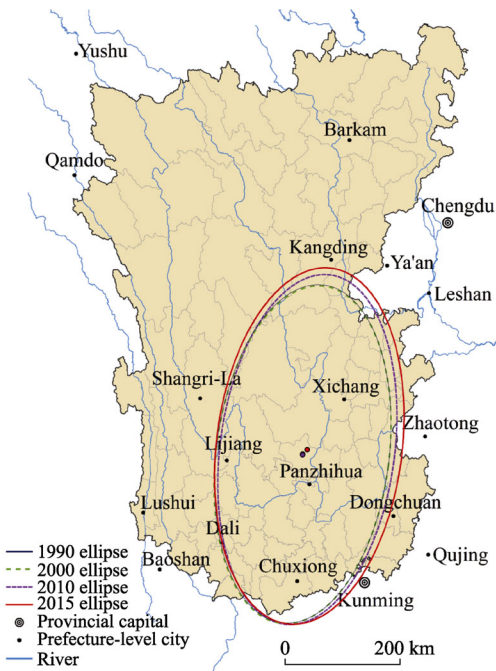 Yushu
Barkam
Qamdo
Chengdu
Kangding
Ya'an
Leshan
Shangri-La
Xichang
Zhaotong
Lijiang
Panzhihua
Lushui
Dongchuan
Dali
1990 ellipse
Baoshan
Qujing
2000 ellipse
Chuxiong
2010 ellipse
Kunming
2015 ellipse
Provincial capital
Prefecture-level city
River
0
200 km